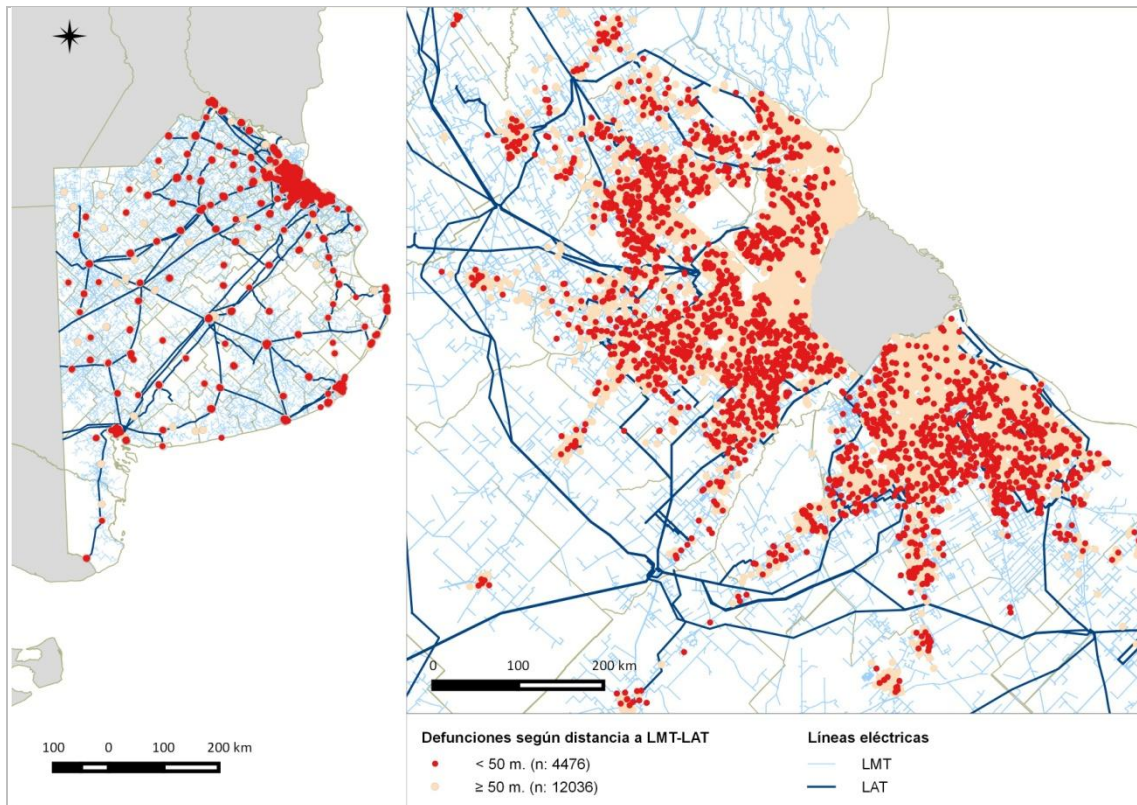 0 100 200 km
100 0 100 200 km
Defunciones según distancia a LMT-LAT
< 50 m. (n: 4476)
≥ 50 m. (n: 12036)
Líneas eléctricas
LMT
LAT